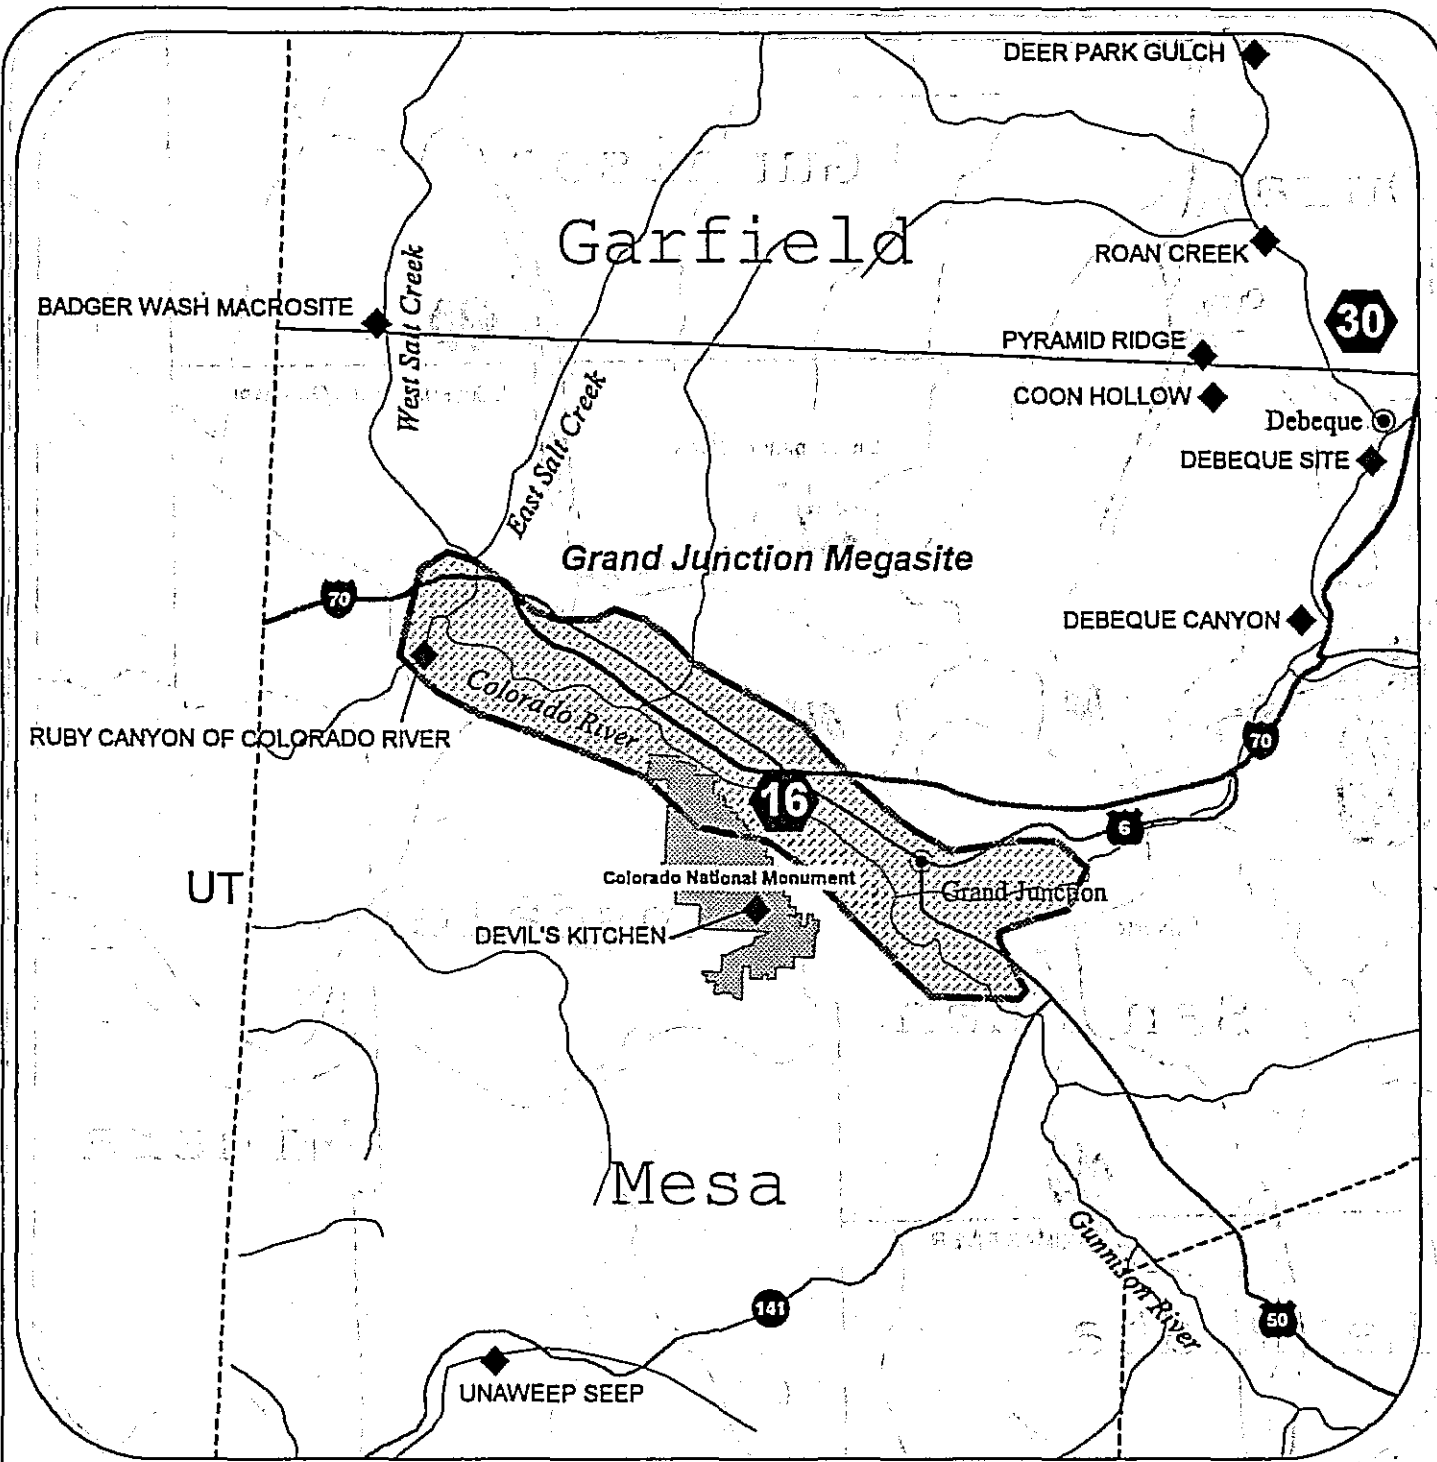 DEER PARK GULCH
Garfield
ROAN CREEK
BADGER WASH MACROSITE
West Salt Creek
30
PYRAMID RIDGE
COON HOLLOW
Debeque
East Salt Creek
DEBEQUE SITE
Grand Junction Megasite
70
DEBEQUE CANYON
Colorado River
RUBY CANYON OF COLORADO RIVER
70
16
6
UT
Colorado National Monument
Grand Junction
DEVIL'S KITCHEN
Mesa
Gunnison River
141
50
UNAWEEP SEEP